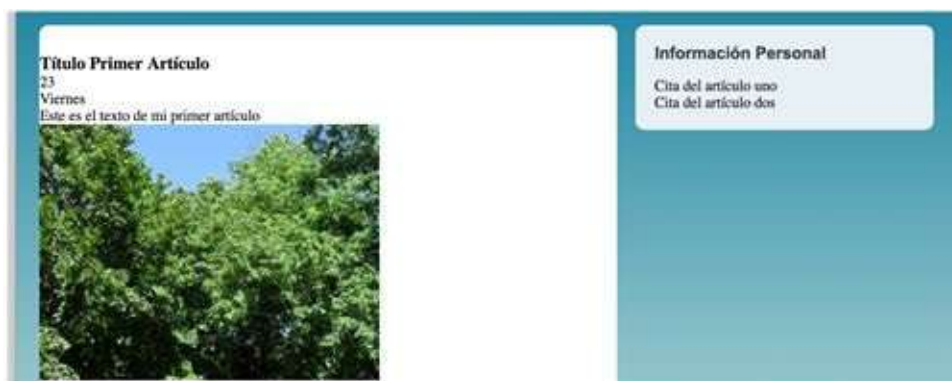 Título Primer Artículo
23
Viernes
Este es el texto de mi primer artículo
Información Personal
Cita del artículo uno
Cita del artículo dos